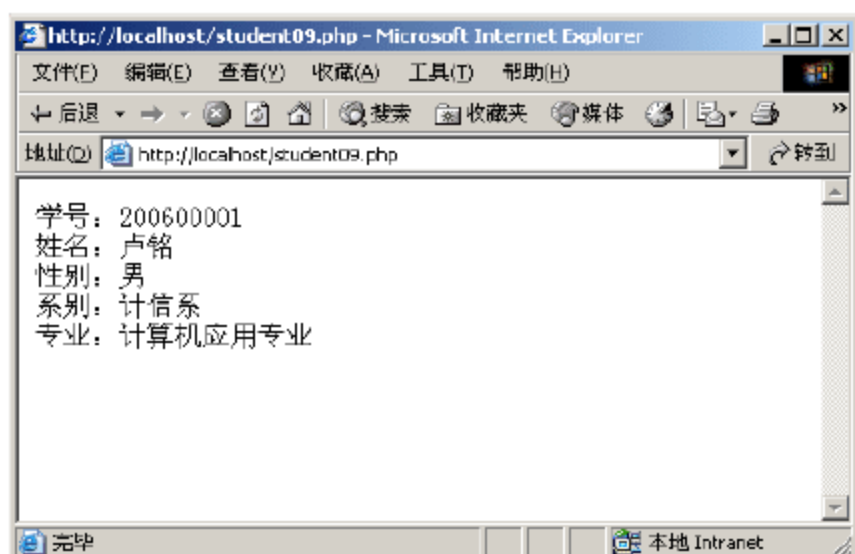 http://localhost/student09.php - Microsoft Internet Explorer
文件(F) 编辑(E) 查看(V) 收藏(A) 工具(T) 帮助(H)
后退 搜索 收藏夹 媒体 »
地址(D) http://localhost/student09.php 转到
学号：200600001
姓名：卢铭
性别：男
系别：计信系
专业：计算机应用专业
完毕 本地 Intranet